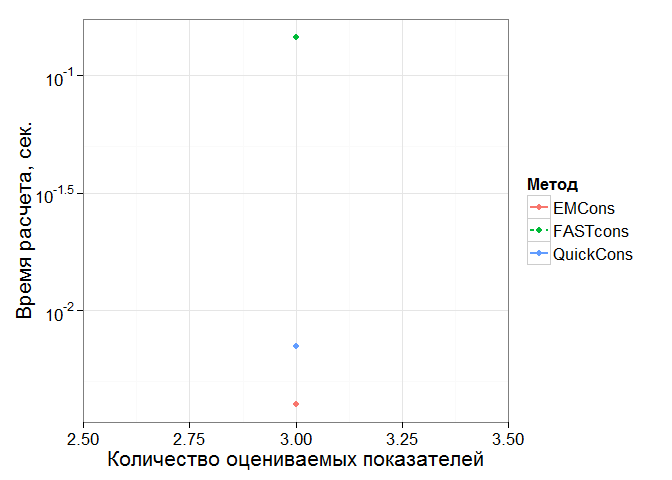 Время расчета, сек.
10^-1
10^-1.5
10^-2
2.50 2.75 3.00 3.25 3.50
Количество оцениваемых показателей
Метод
EMCons
FASTcons
QuickCons